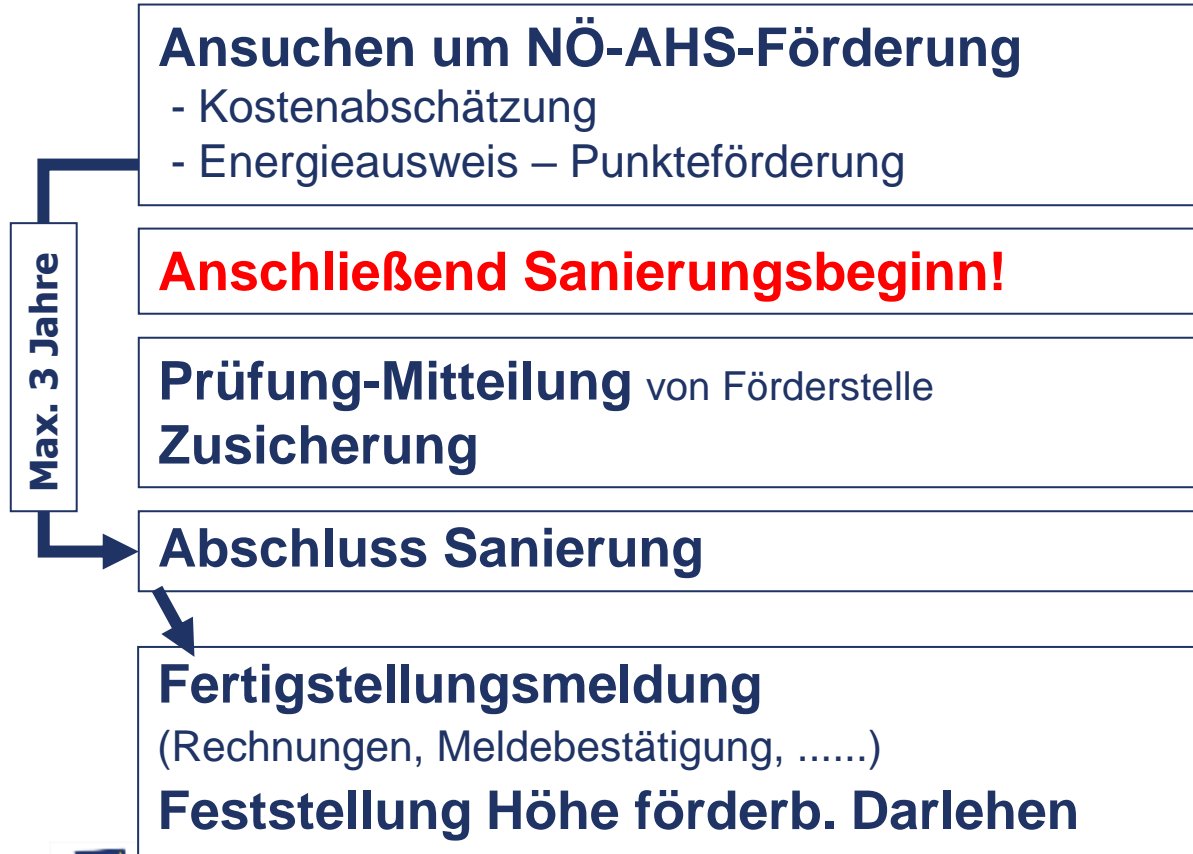 Ansuchen um NÖ-AHS-Förderung
- Kostenabschätzung
- Energieausweis – Punkteförderung
Max. 3 Jahre
Anschließend Sanierungsbeginn!
Prüfung-Mitteilung von Förderstelle
Zusicherung
Abschluss Sanierung
Fertigstellungsmeldung
(Rechnungen, Meldebestätigung, ......)
Feststellung Höhe förderb. Darlehen